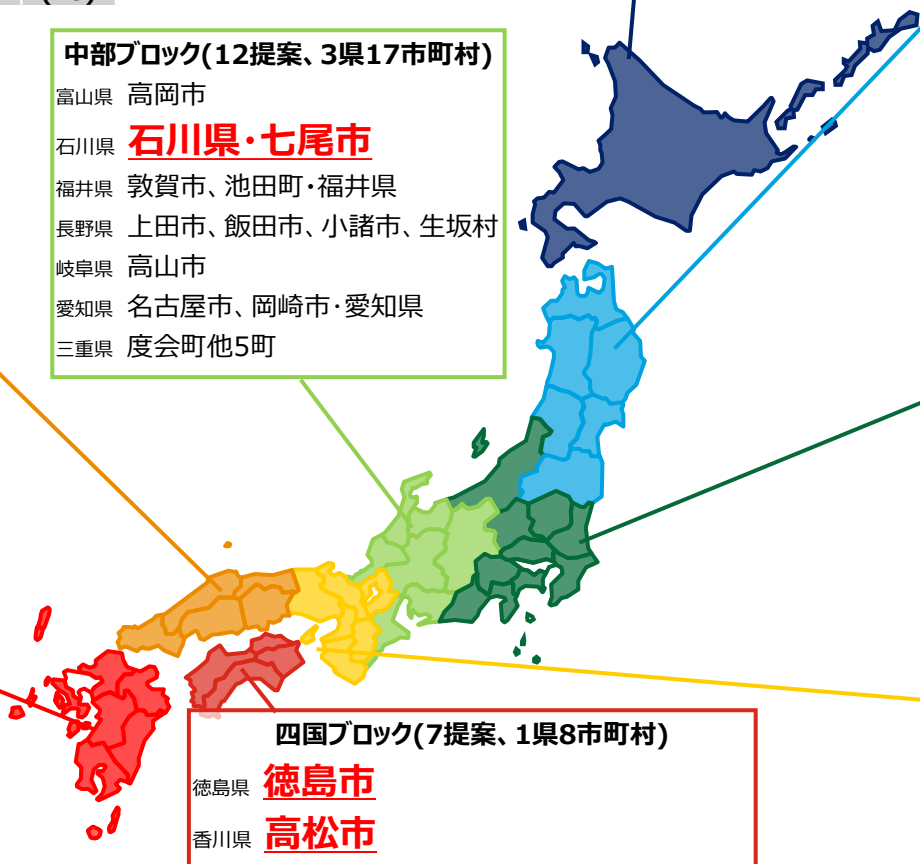 中部ブロック(12提案、3県17市町村)
富山県 高岡市
石川県 石川県・七尾市
福井県 敦賀市、池田町・福井県
長野県 上田市、飯田市、小諸市、生坂村
岐阜県 高山市
愛知県 名古屋市、岡崎市・愛知県
三重県 度会町他5町
四国ブロック(7提案、1県8市町村)
徳島県 徳島市
香川県 高松市